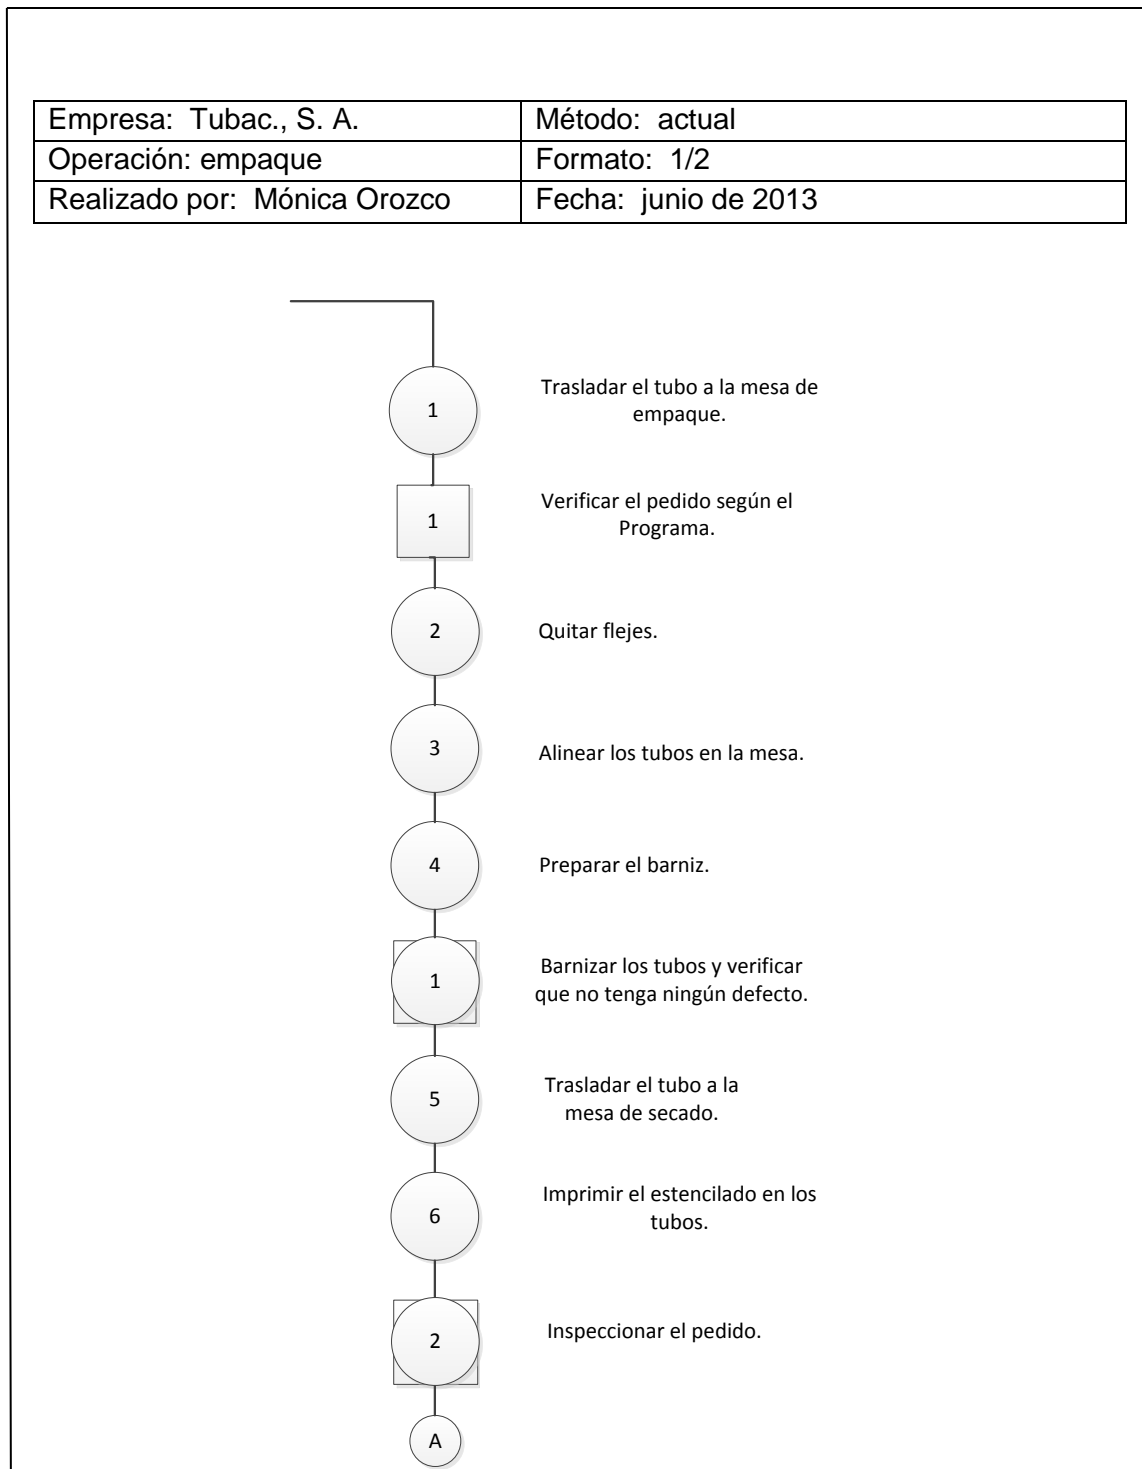 Empresa: Tubac., S. A. Método: actual
Operación: empaque Formato: 1/2
Realizado por: Mónica Orozco Fecha: junio de 2013
1
Trasladar el tubo a la mesa de
empaque.
1
Verificar el pedido según el
Programa.
2
Quitar flejes.
3
Alinear los tubos en la mesa.
4
Preparar el barniz.
1
Barnizar los tubos y verificar
que no tenga ningún defecto.
5
Trasladar el tubo a la
mesa de secado.
6
Imprimir el estencilado en los
tubos.
2
Inspeccionar el pedido.
A